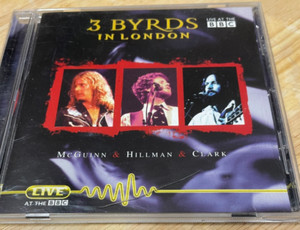 3 BYRDS
IN LONDON
LIVE AT THE
BBC
MCGUINN & HILLMAN & CLARK
LIVE
AT THE BBC